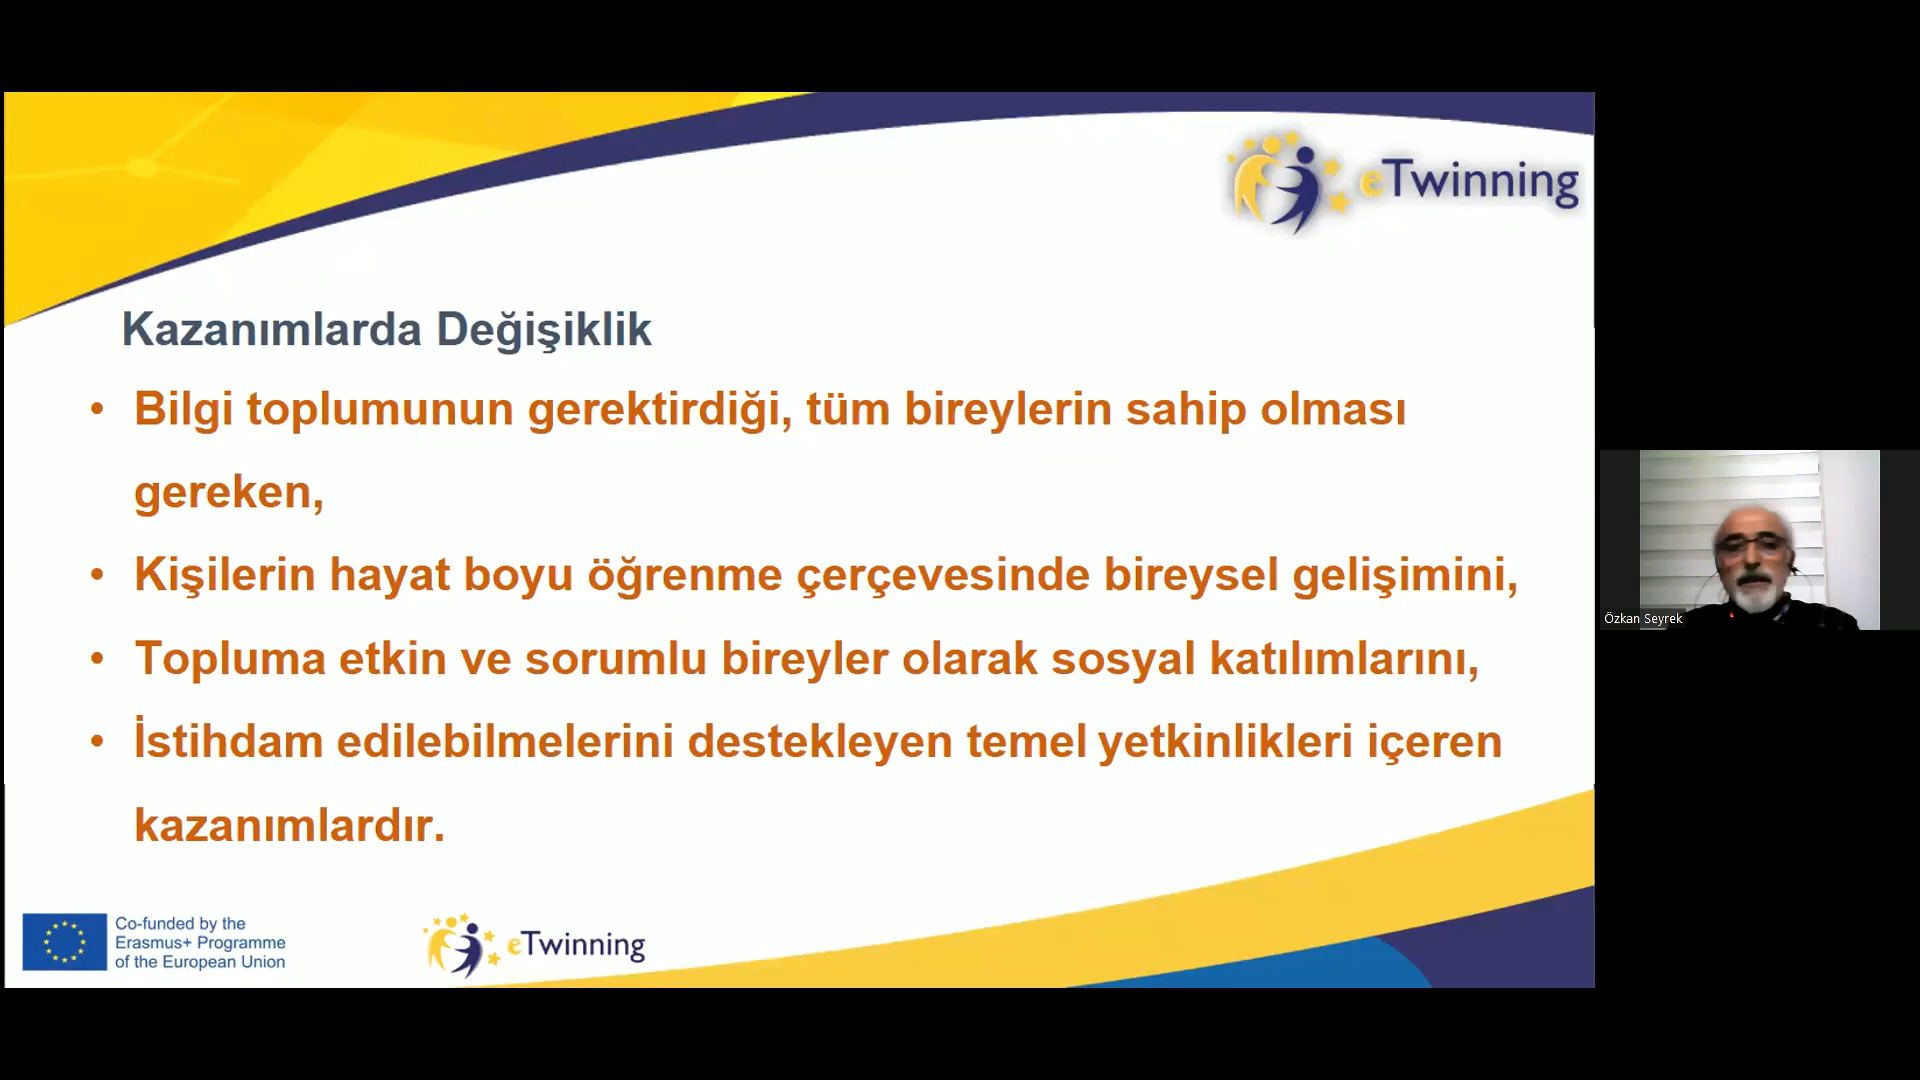 eTwinning
Kazanımlarda Değişiklik
• Bilgi toplumunun gerektirdiği, tüm bireylerin sahip olması
gereken,
• Kişilerin hayat boyu öğrenme çerçevesinde bireysel gelişimini,
• Topluma etkin ve sorumlu bireyler olarak sosyal katılımlarını,
• İstihdam edilebilmelerini destekleyen temel yetkinlikleri içeren
kazanımlardır.
Özkan Seyrek
Co-funded by the
Erasmus+ Programme
of the European Union
eTwinning